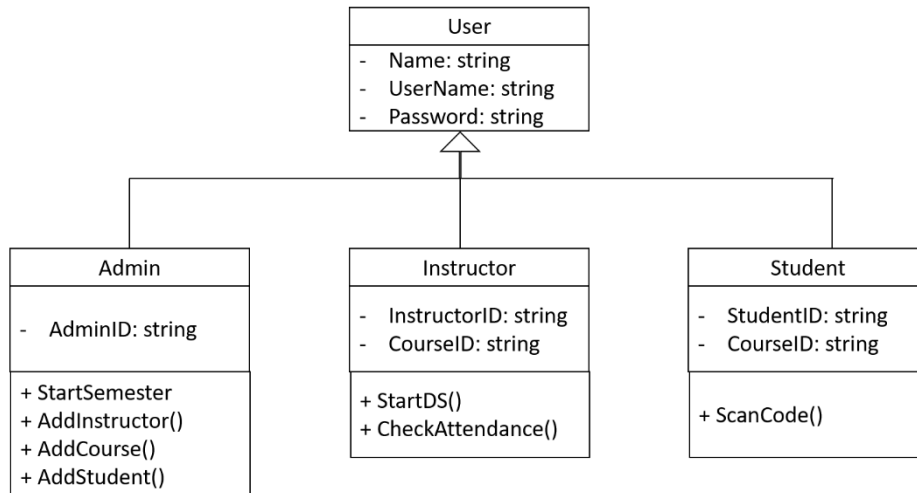 User
- Name: string
- UserName: string
- Password: string
Admin
- AdminID: string
+ StartSemester
+ AddInstructor()
+ AddCourse()
+ AddStudent()
Instructor
- InstructorID: string
- CourseID: string
+ StartDS()
+ CheckAttendance()
Student
- StudentID: string
- CourseID: string
+ ScanCode()